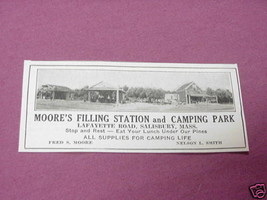 MOORE'S FILLING STATION and CAMPING PARK
LAFAYETTE ROAD, SALISBURY, MASS.
Stop and Rest — Eat Your Lunch Under Our Pines
ALL SUPPLIES FOR CAMPING LIFE
FRED S. MOORE NELSON L. SMITH